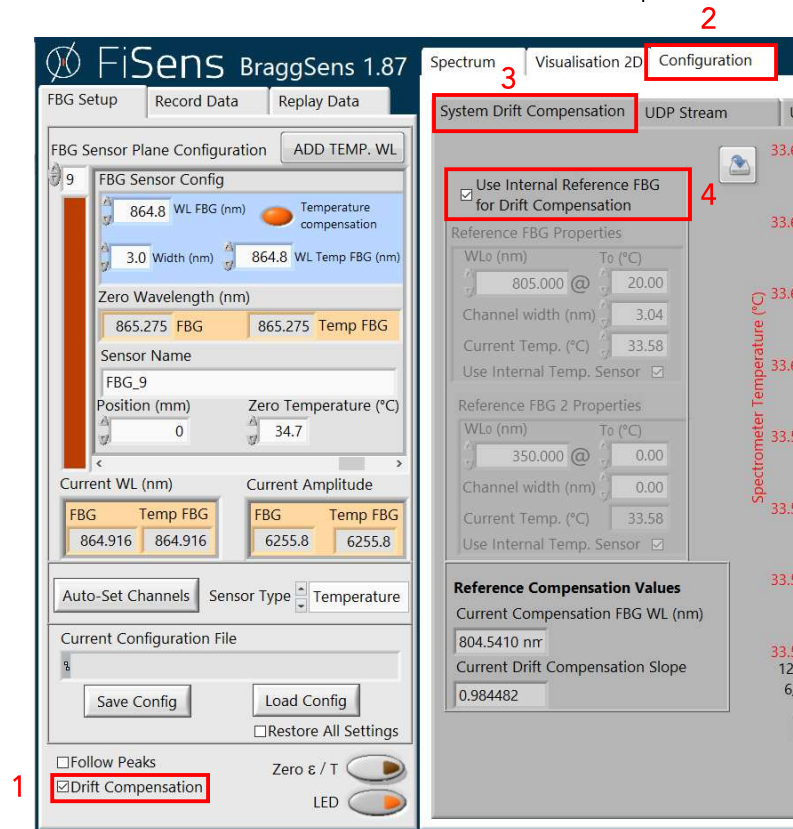 2
FiSens BraggSens 1.87
Spectrum
Visualisation 2D
Configuration
3
FBG Setup
Record Data
Replay Data
System Drift Compensation
UDP Stream
FBG Sensor Plane Configuration
ADD TEMP. WL
9
FBG Sensor Config
864.8 WL FBG (nm)
Temperature
compensation
3.0 Width (nm)
864.8 WL Temp FBG (nm)
Zero Wavelength (nm)
865.275 FBG
865.275 Temp FBG
Sensor Name
FBG_9
Position (mm)
Zero Temperature (°C)
0
34.7
Current WL (nm)
Current Amplitude
FBG
Temp FBG
FBG
Temp FBG
864.916
864.916
6255.8
6255.8
Auto-Set Channels
Sensor Type
Temperature
Current Configuration File
Save Config
Load Config
Restore All Settings
Follow Peaks
Zero ε / T
1
Drift Compensation
LED
Use Internal Reference FBG
for Drift Compensation
4
Reference FBG Properties
WLo (nm)
To (°C)
805.000 @ 20.00
Channel width (nm) 3.04
Current Temp. (°C) 33.58
Use Internal Temp. Sensor
Reference FBG 2 Properties
WLo (nm)
To (°C)
350.000 @ 0.00
Channel width (nm) 0.00
Current Temp. (°C) 33.58
Use Internal Temp. Sensor
Reference Compensation Values
Current Compensation FBG WL (nm)
804.5410 nm
Current Drift Compensation Slope
0.984482
Spectrometer Temperature (°C)